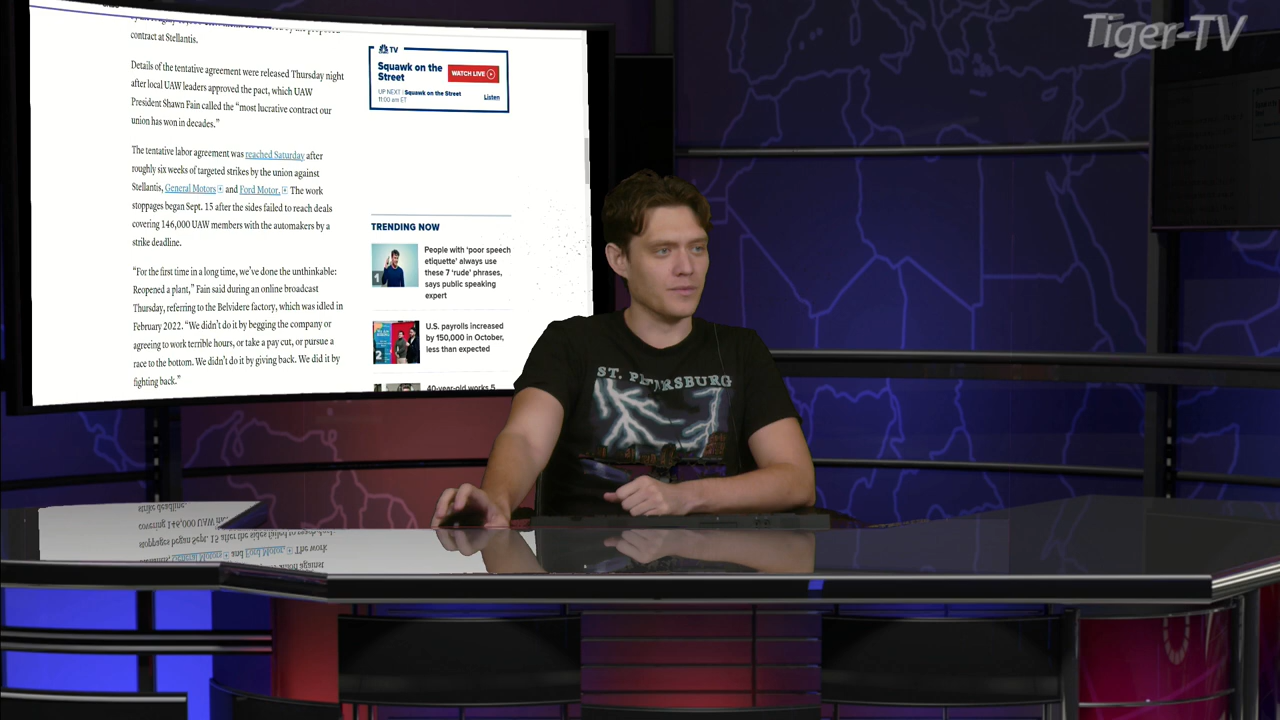 Tiger-TV
contract at Stellantis.
Details of the tentative agreement were released Thursday night
after local UAW leaders approved the pact, which UAW
President Shawn Fain called the “most lucrative contract our
union has won in decades.”
The tentative labor agreement was reached Saturday after
roughly six weeks of targeted strikes by the union against
Stellantis, General Motors and Ford Motor. The work
stoppages began Sept. 15 after the sides failed to reach deals
covering 146,000 UAW members with the automakers by a
strike deadline.
“For the first time in a long time, we’ve done the unthinkable:
Reopened a plant,” Fain said during an online broadcast
Thursday, referring to the Belvidere factory, which was idled in
February 2022. “We didn’t do it by begging the company or
agreeing to work terrible hours, or take a pay cut, or pursue a
race to the bottom. We didn’t do it by giving back. We did it by
fighting back.”
TV
Squawk on the
Street
WATCH LIVE
UP NEXT | Squawk on the Street
11:00 am ET
Listen
TRENDING NOW
1
People with ‘poor speech
etiquette’ always use
these 7 ‘rude’ phrases,
says public speaking
expert
2
U.S. payrolls increased
by 150,000 in October,
less than expected
40-year-old works 5
ST. PETERSBURG